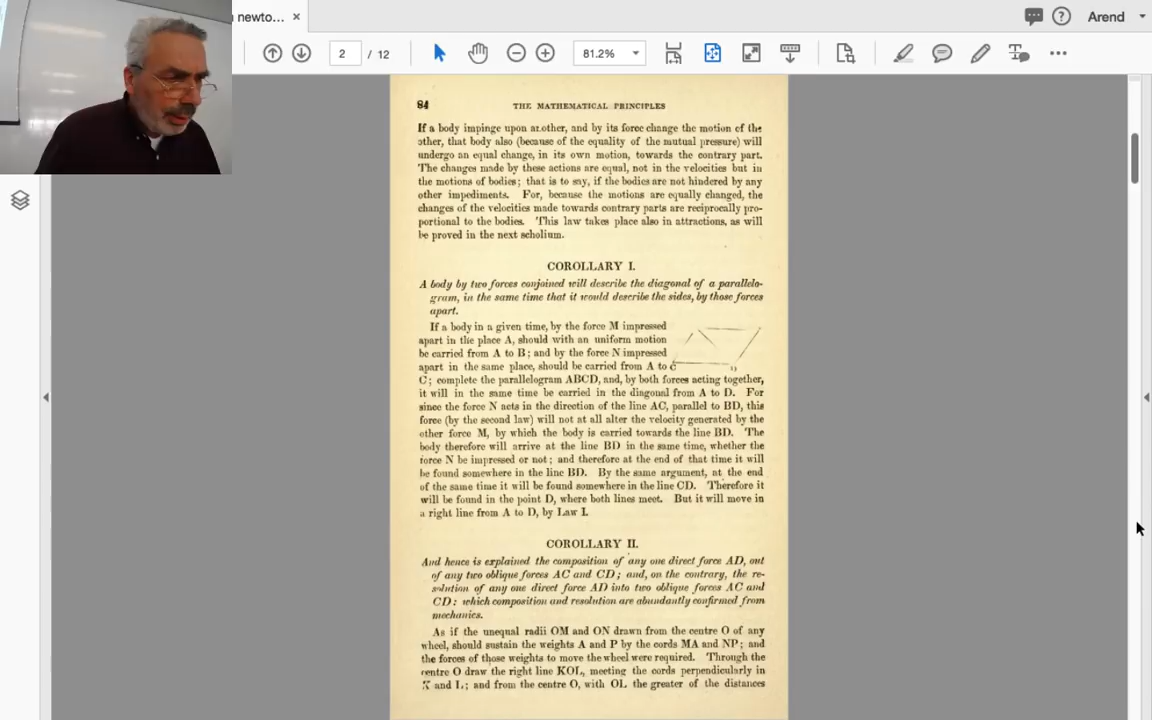 newto...
Arend
2 / 12
81.2%
84 THE MATHEMATICAL PRINCIPLES
If a body impinge upon another, and by its force change the motion of the
other, that body also (because of the equality of the mutual pressure) will
undergo an equal change, in its own motion, towards the contrary part.
The changes made by these actions are equal, not in the velocities but in
the motions of bodies; that is to say, if the bodies are not hindered by any
other impediments. For, because the motions are equally changed, the
changes of the velocities made towards contrary parts are reciprocally pro-
portional to the bodies. This law takes place also in attractions, as will
be proved in the next scholium.
COROLLARY I.
A body by two forces conjoined will describe the diagonal of a parallelo-
gram, in the same time that it would describe the sides, by those forces
apart.
If a body in a given time, by the force M impressed
apart in the place A, should with an uniform motion
be carried from A to B; and by the force N impressed
apart in the same place, should be carried from A to
C; complete the parallelogram ABCD, and, by both forces acting together,
it will in the same time be carried in the diagonal from A to D. For
since the force N acts in the direction of the line AC, parallel to BD, this
force (by the second law) will not at all alter the velocity generated by the
other force M, by which the body is carried towards the line BD. The
body therefore will arrive at the line BD in the same time, whether the
force N be impressed or not; and therefore at the end of that time it will
be found somewhere in the line BD. By the same argument, at the end
of the same time it will be found somewhere in the line CD. Therefore it
will be found in the point D, where both lines meet. But it will move in
a right line from A to D, by Law I.
COROLLARY II.
And hence is explained the composition of any one direct force AD, out
of any two oblique forces AC and CD; and, on the contrary, the re-
solution of any one direct force AD into two oblique forces AC and
CD: which composition and resolution are abundantly confirmed from
mechanics.
As if the unequal radii OM and ON drawn from the centre O of any
wheel, should sustain the weights A and P by the cords MA and NP; and
the forces of those weights to move the wheel were required. Through the
centre O draw the right line KOL, meeting the cords perpendicularly in
K and L; and from the centre O, with OL the greater of the distances